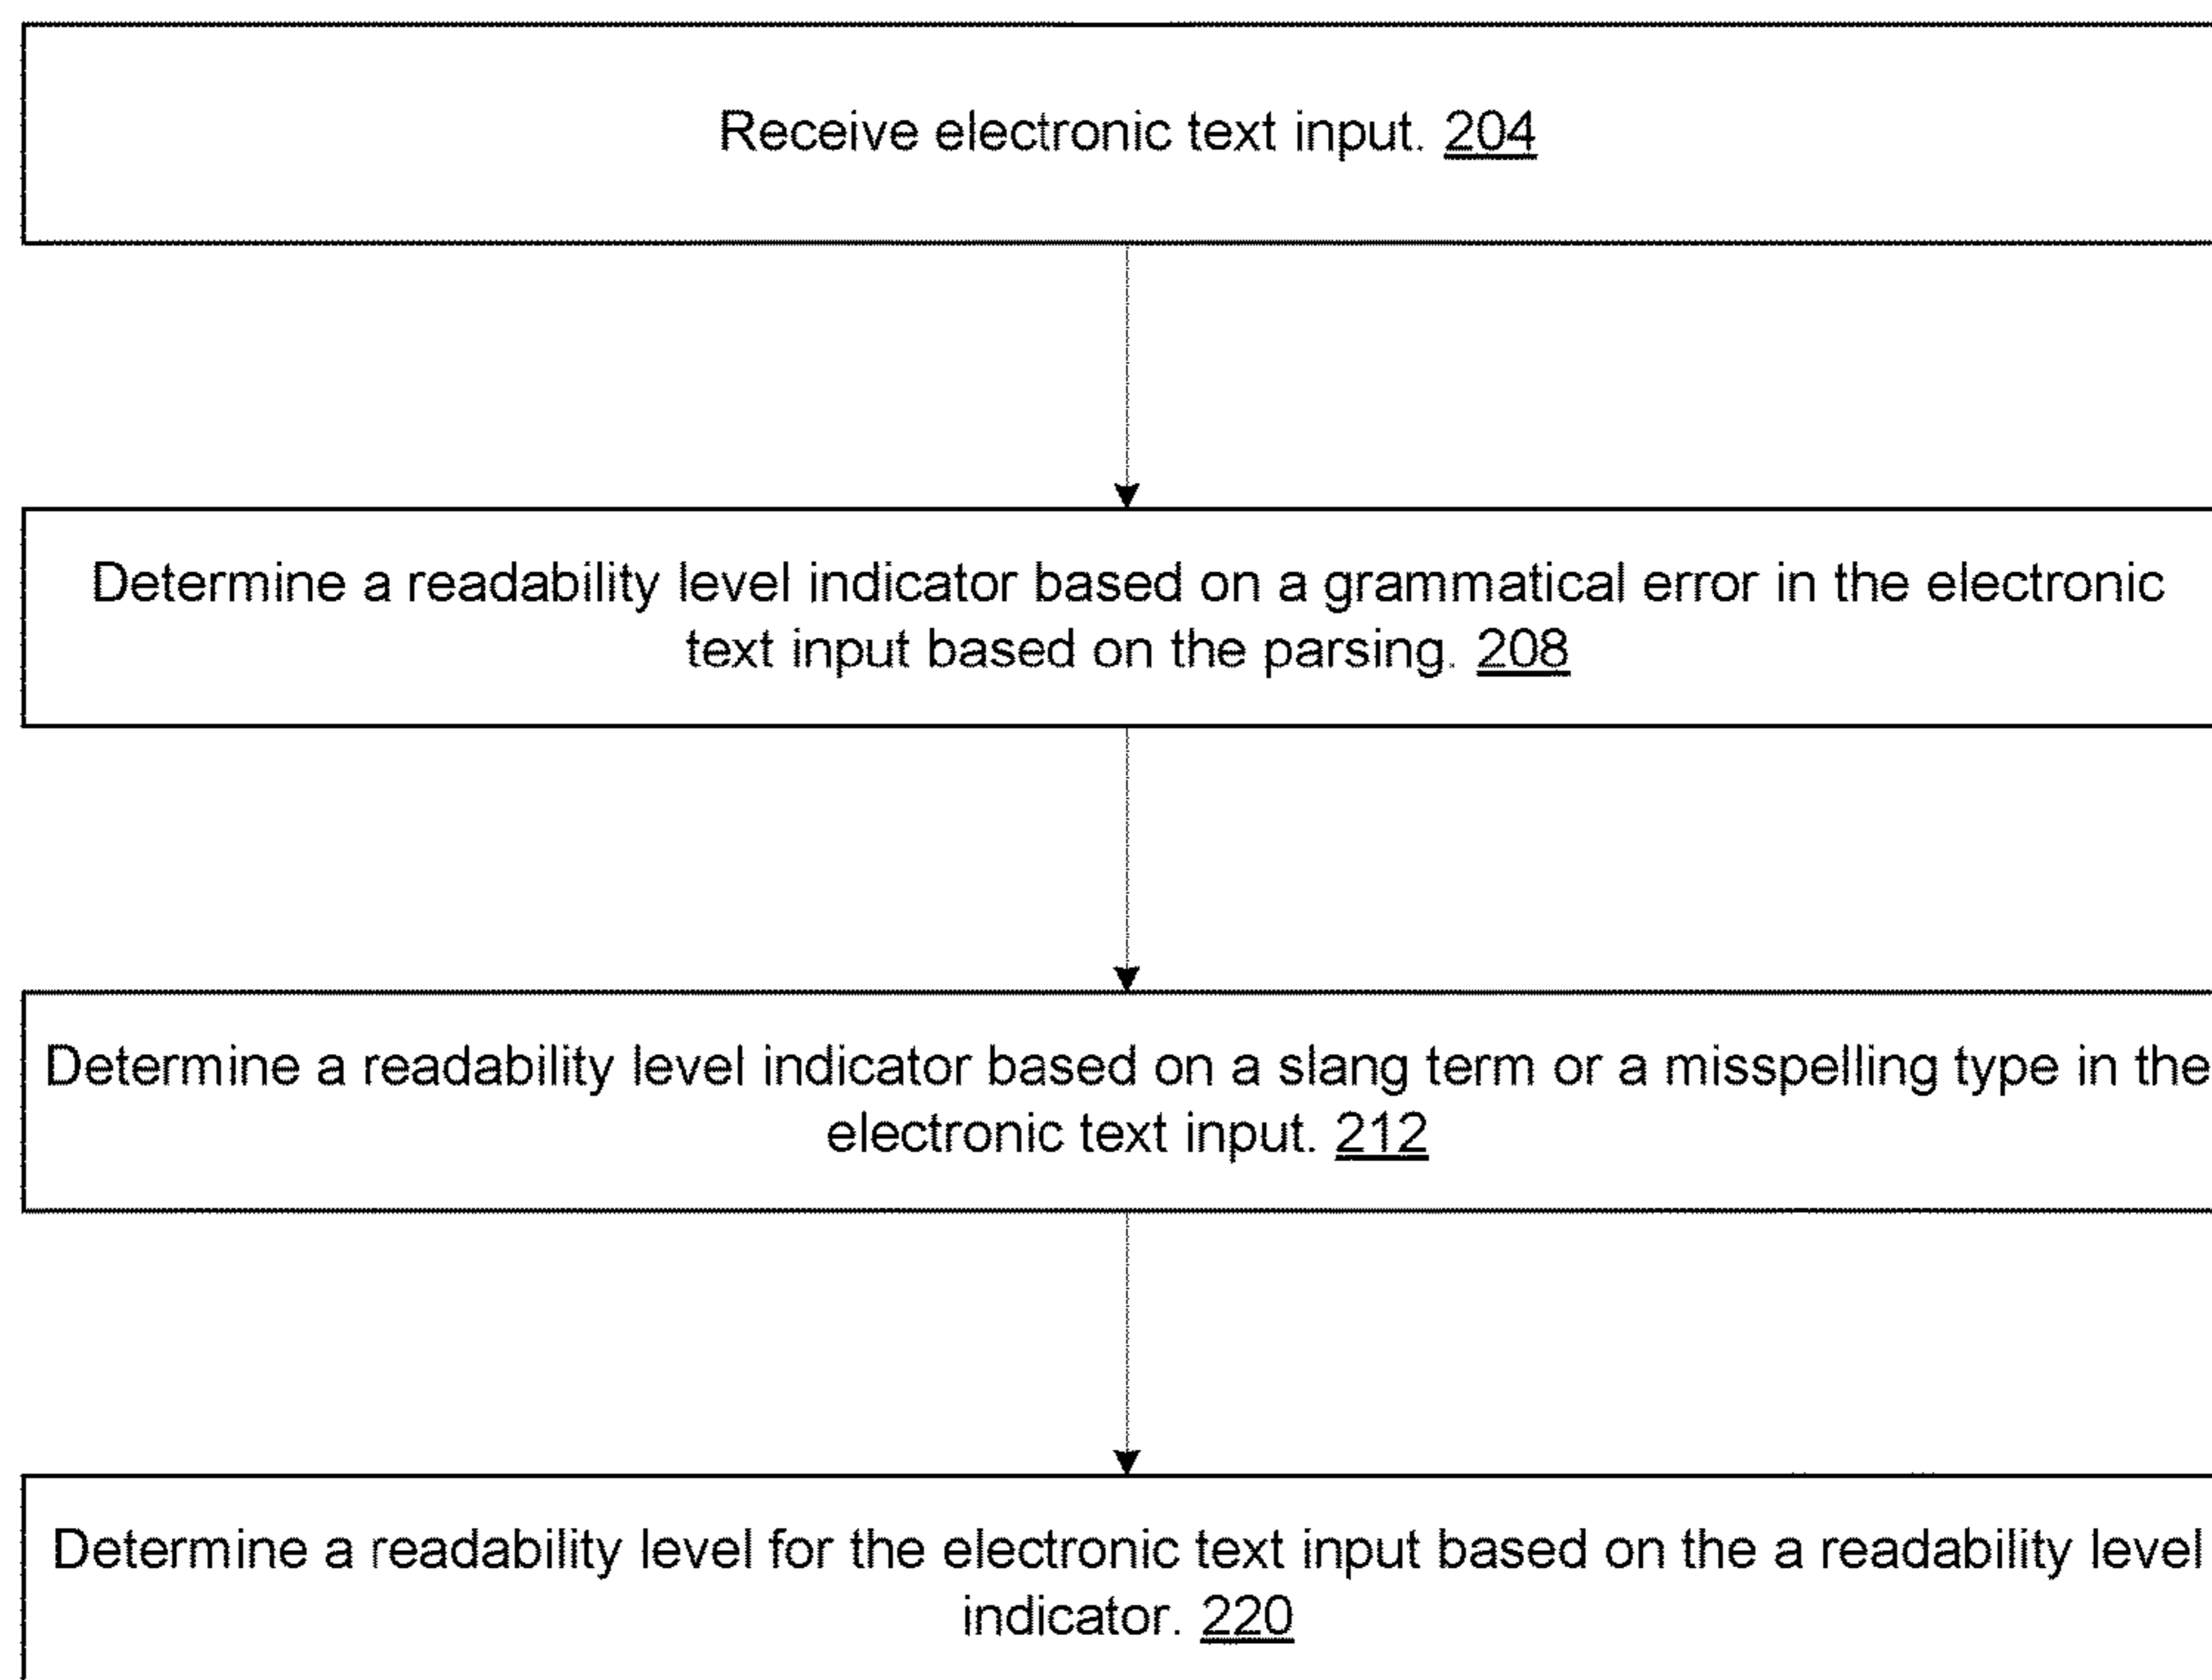 Receive electronic text input. 204
Determine a readability level indicator based on a grammatical error in the electronic
text input based on the parsing. 208
Determine a readability level indicator based on a slang term or a misspelling type in the
electronic text input. 212
Determine a readability level for the electronic text input based on the a readability level
indicator. 220